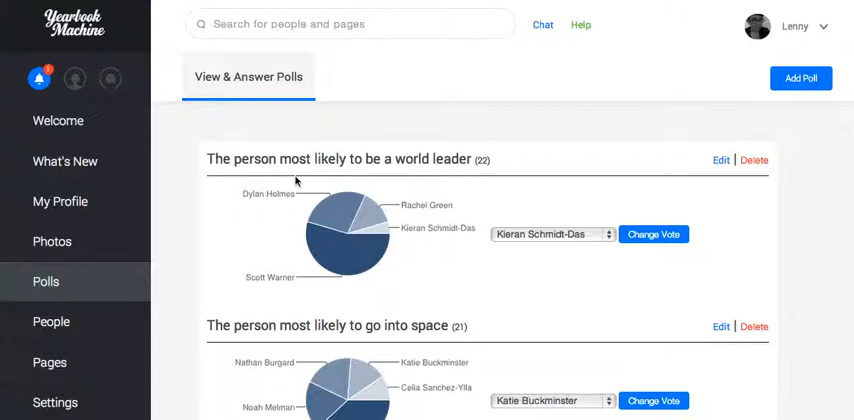 Yearbook
Machine
Search for people and pages
Chat
Help
Lenny
1
View & Answer Polls
Add Poll
Welcome
What's New
My Profile
Photos
Polls
People
Pages
Settings
The person most likely to be a world leader (22)
Edit | Delete
Dylan Holmes
Rachel Green
Kieran Schmidt-Das
Scott Warner
Kieran Schmidt-Das
Change Vote
The person most likely to go into space (21)
Edit | Delete
Nathan Burgard
Katie Buckminster
Celia Sanchez-Ylla
Noah Melman
Katie Buckminster
Change Vote